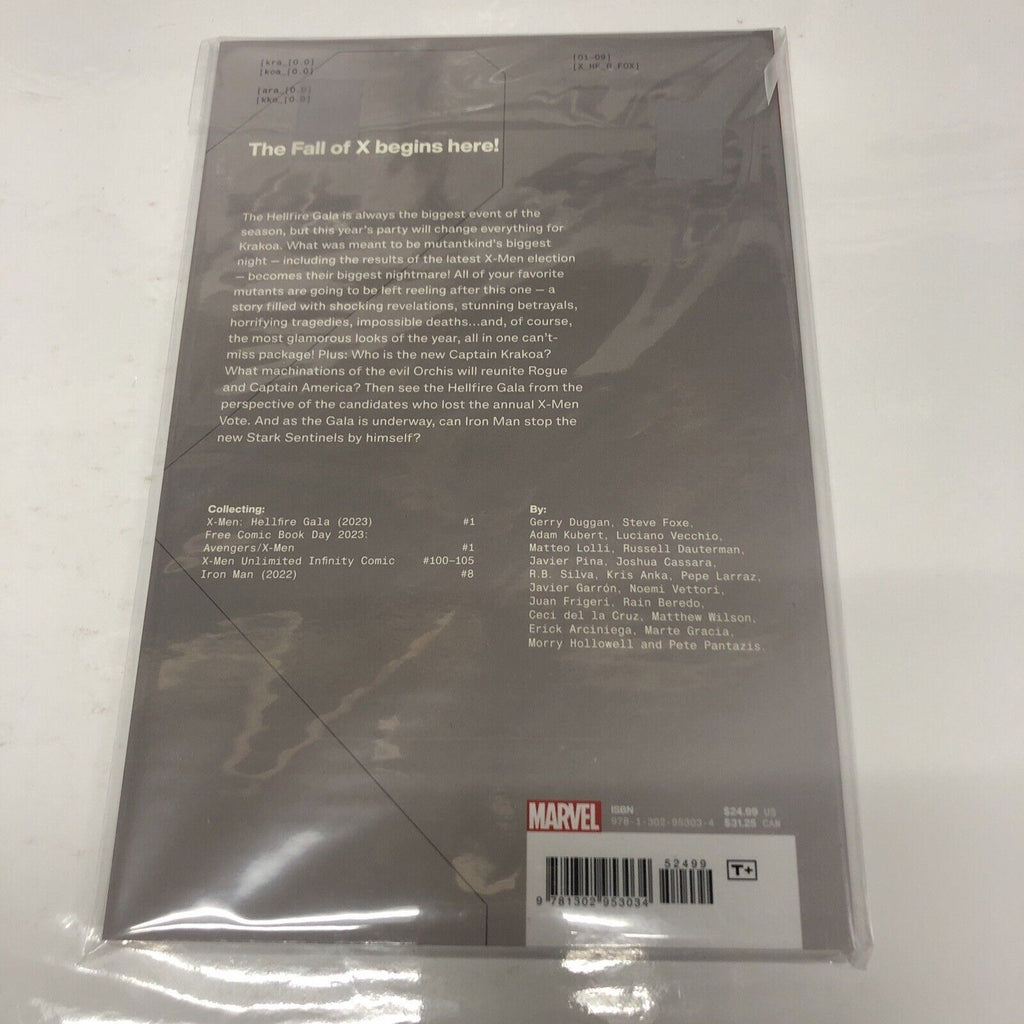 [kra_[0.0]
[koa_[0.0]
[ara_[0.0]
[kka_[0.0]
[01-09]
[X_HF_G_FOX]
The Fall of X begins here!
The Hellfire Gala is always the biggest event of the
season, but this year's party will change everything for
Krakoa. What was meant to be mutantkind's biggest
night — including the results of the latest X-Men election
— becomes their biggest nightmare! All of your favorite
mutants are going to be left reeling after this one — a
story filled with shocking revelations, stunning betrayals,
horrifying tragedies, impossible deaths...and, of course,
the most glamorous looks of the year, all in one can't-
miss package! Plus: Who is the new Captain Krakoa?
What machinations of the evil Orchis will reunite Rogue
and Captain America? Then see the Hellfire Gala from the
perspective of the candidates who lost the annual X-Men
Vote. And as the Gala is underway, can Iron Man stop the
new Stark Sentinels by himself?
Collecting:
X-Men: Hellfire Gala (2023) #1
Free Comic Book Day 2023:
Avengers/X-Men #1
X-Men Unlimited Infinity Comic #100–105
Iron Man (2022) #8
By:
Gerry Duggan, Steve Foxe,
Adam Kubert, Luciano Vecchio,
Matteo Lolli, Russell Dauterman,
Javier Pina, Joshua Cassara,
R.B. Silva, Kris Anka, Pepe Larraz,
Javier Garrón, Noemi Vettori,
Juan Frigeri, Rain Beredo,
Ceci del la Cruz, Matthew Wilson,
Erick Arciniega, Marte Gracia,
Morry Hollowell and Pete Pantazis.
MARVEL
ISBN
978-1-302-95303-4
$24.99 US
$31.25 CAN
52499
T+
9 781302 953034